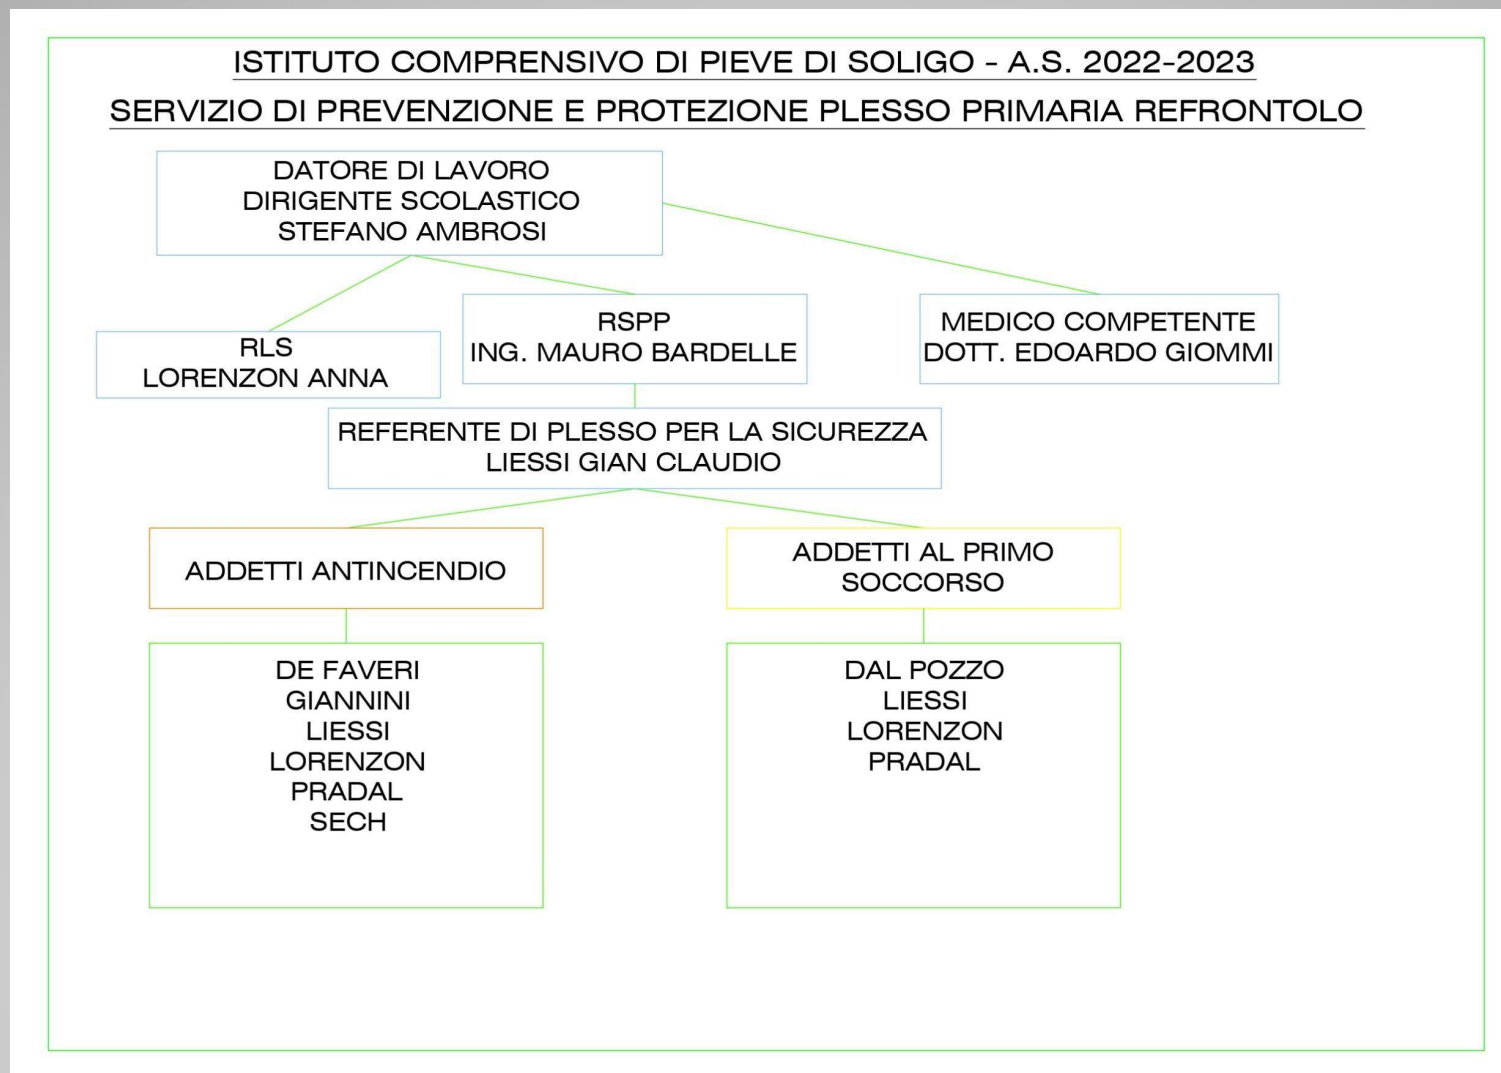 ISTITUTO COMPRENSIVO DI PIEVE DI SOLIGO - A.S. 2022-2023
SERVIZIO DI PREVENZIONE E PROTEZIONE PLESSO PRIMARIA REFRONTOLO
DATORE DI LAVORO
DIRIGENTE SCOLASTICO
STEFANO AMBROSI
RLS
LORENZON ANNA
RSPP
ING. MAURO BARDELLE
MEDICO COMPETENTE
DOTT. EDOARDO GIOMMI
REFERENTE DI PLESSO PER LA SICUREZZA
LIESSI GIAN CLAUDIO
ADDETTI ANTINCENDIO
DE FAVERI
GIANNINI
LIESSI
LORENZON
PRADAL
SECH
ADDETTI AL PRIMO
SOCCORSO
DAL POZZO
LIESSI
LORENZON
PRADAL